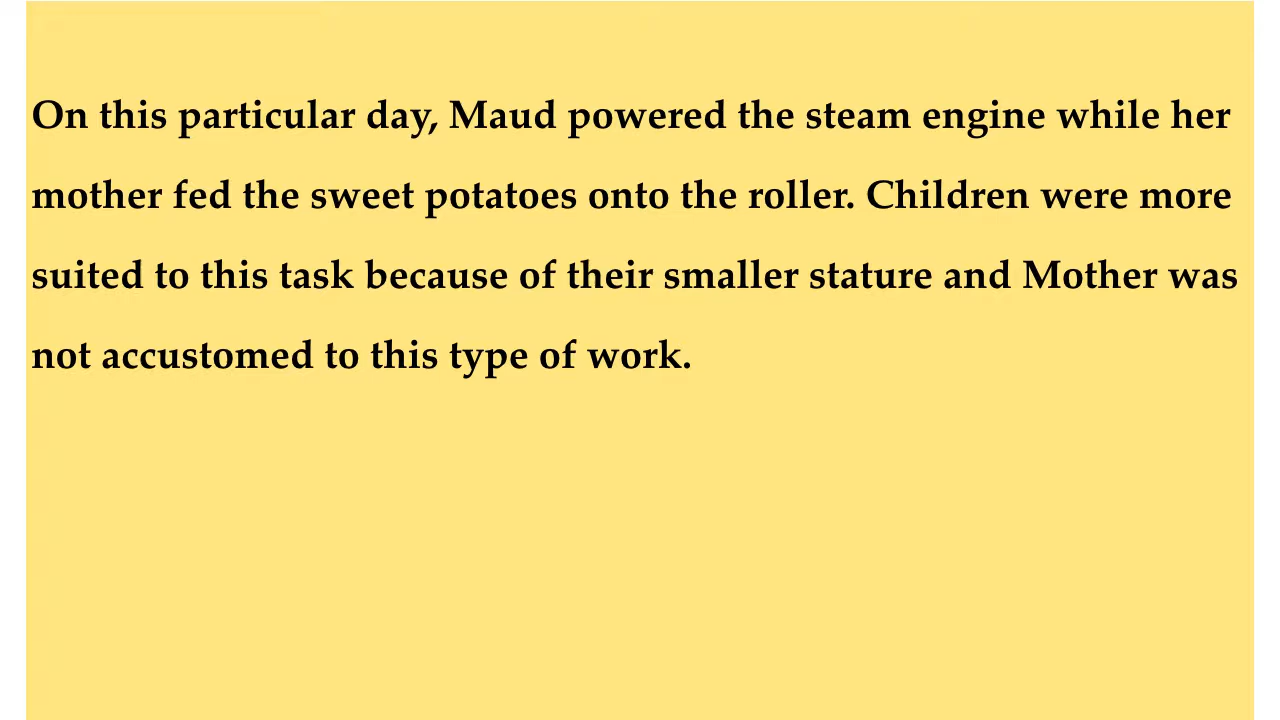 On this particular day, Maud powered the steam engine while her
mother fed the sweet potatoes onto the roller. Children were more
suited to this task because of their smaller stature and Mother was
not accustomed to this type of work.